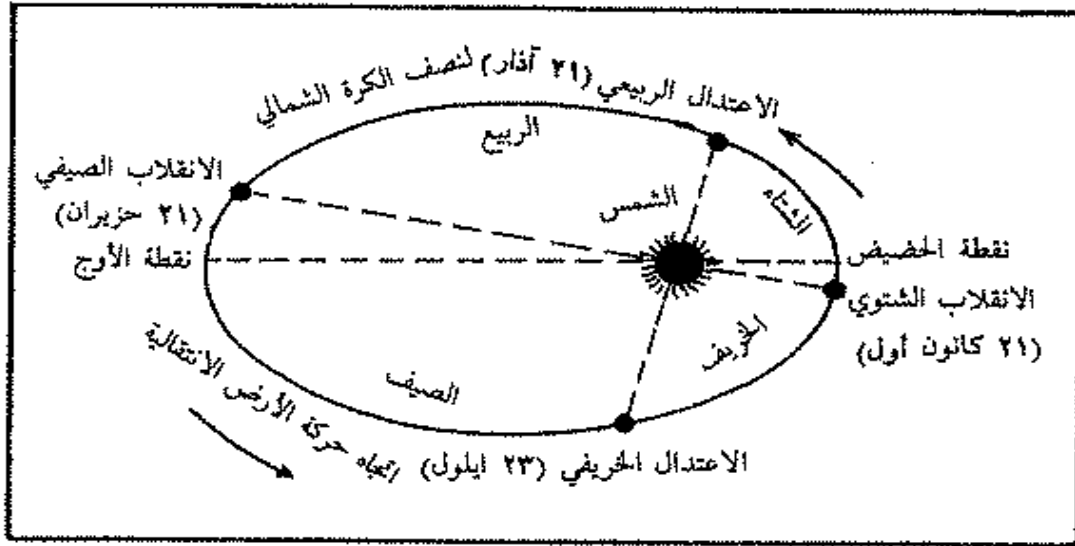 الاعتدال الربيعي (٢١ آذار) لنصف الكرة الشمالي
الربيع
الشتاء
الشمس
الانقلاب الصيفي
(٢١ حزيران)
نقطة الأوج
نقطة الحضيض
الانقلاب الشتوي
(٢١ كانون أول)
الخريف
الصيف
اتجاه حركة الأرض الانتقالية
الاعتدال الخريفي (٢٣ ايلول)